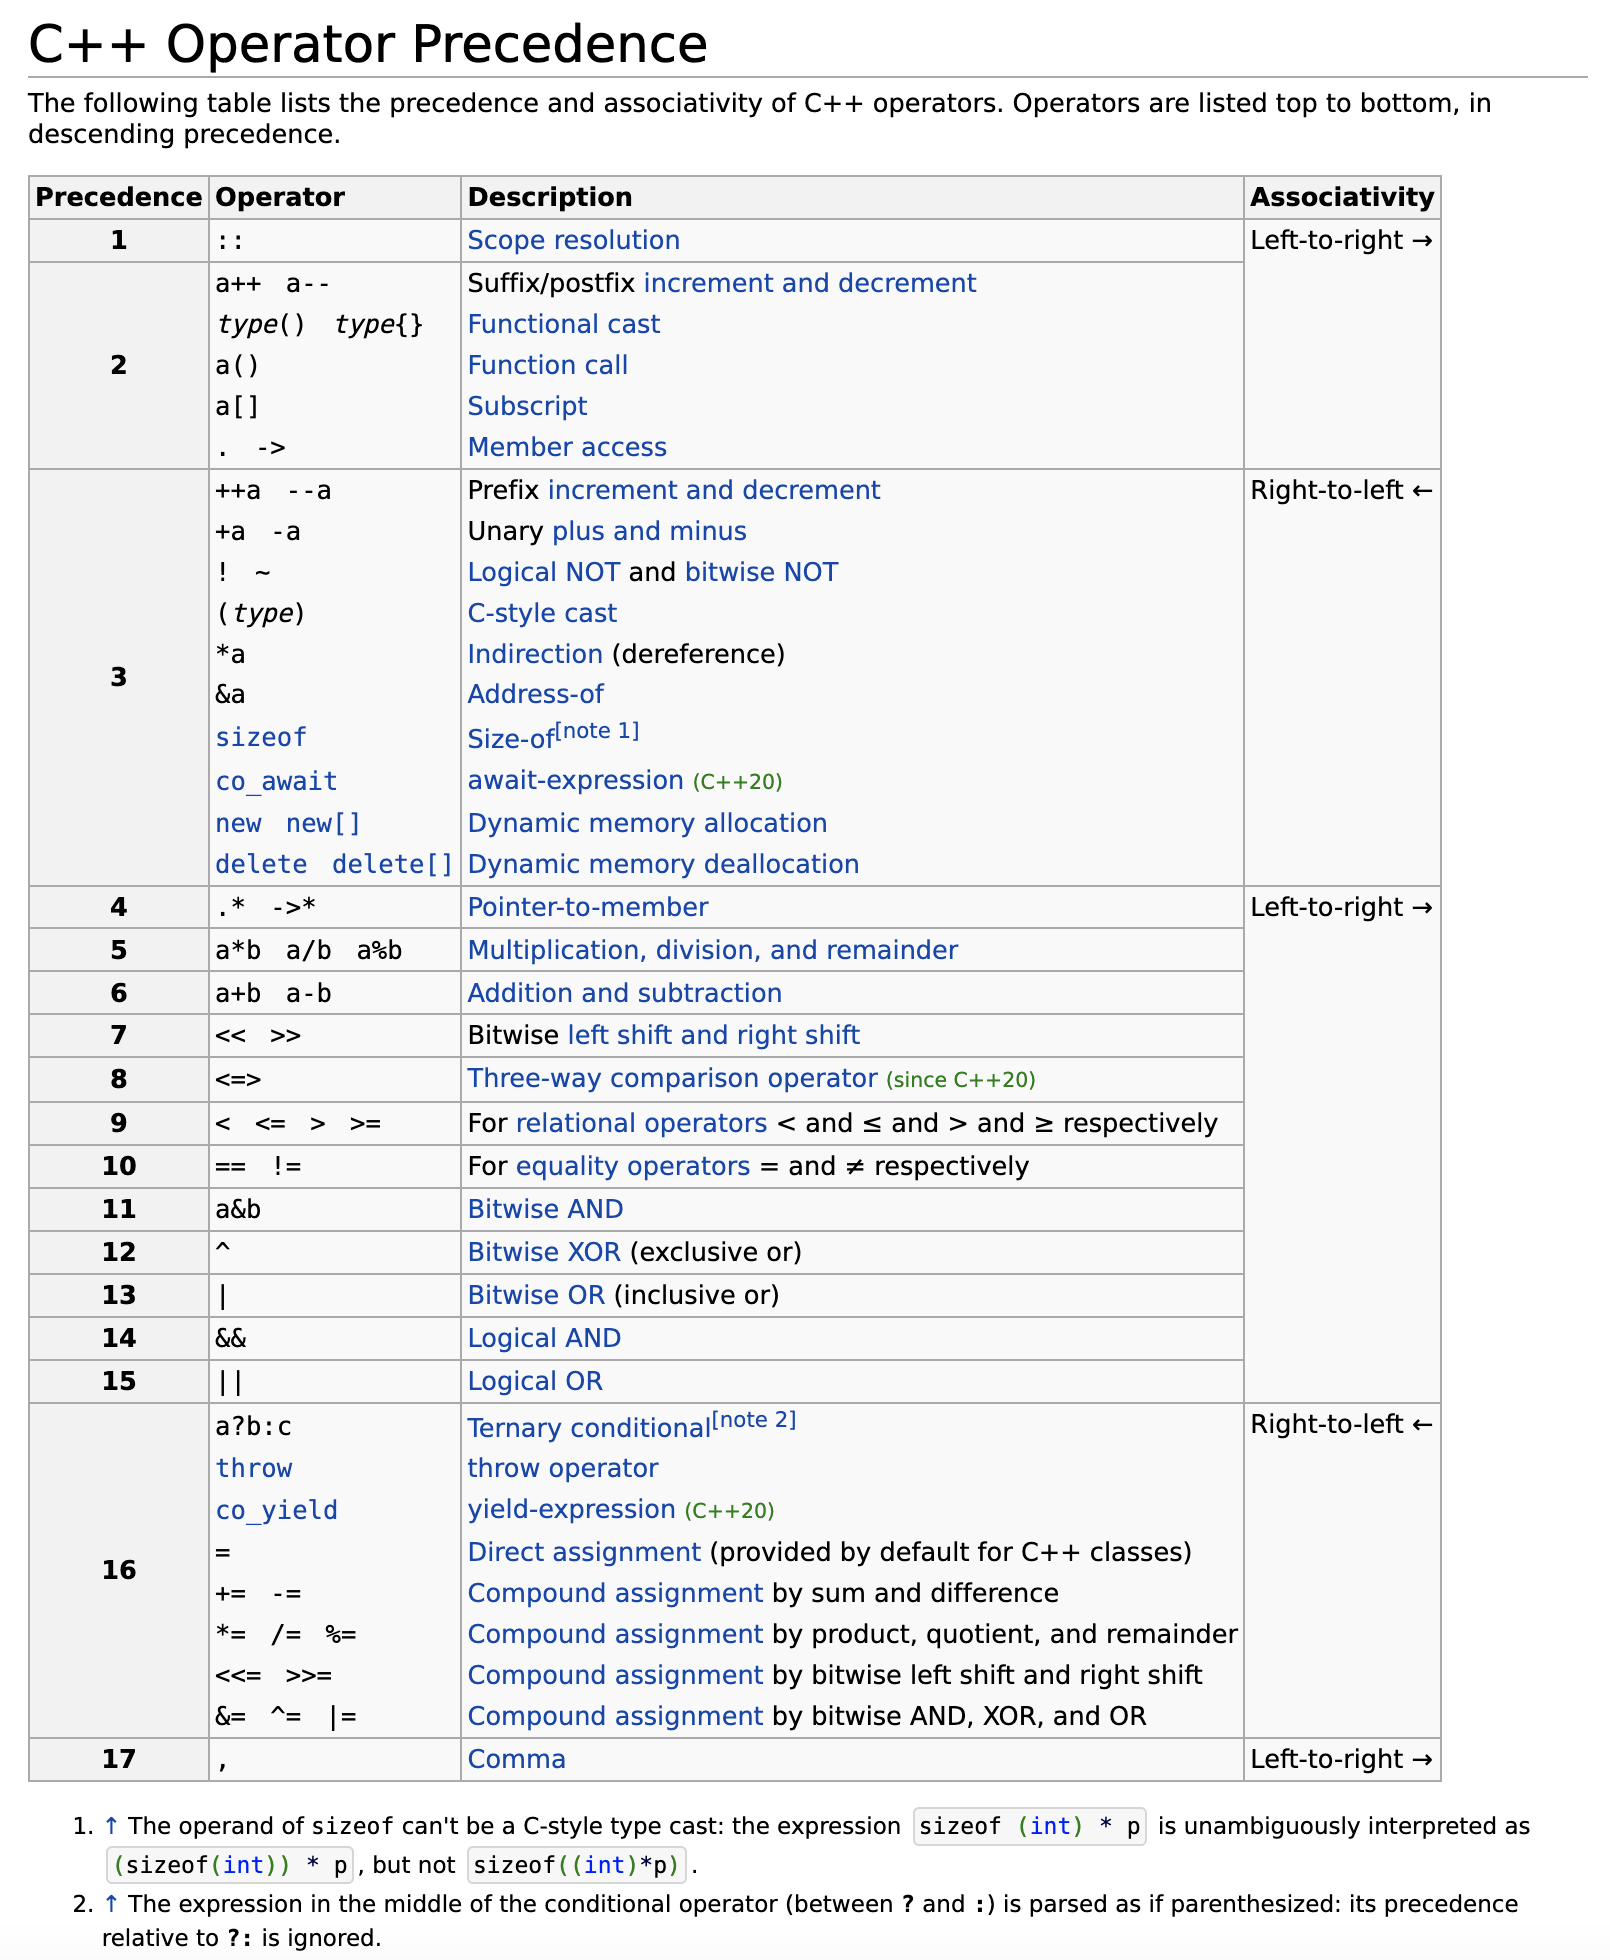 C++ Operator Precedence
The following table lists the precedence and associativity of C++ operators. Operators are listed top to bottom, in
descending precedence.
Precedence Operator Description Associativity
1 :: Scope resolution Left-to-right →
2
a++ a-- Suffix/postfix increment and decrement
type() type{} Functional cast
a() Function call
a[] Subscript
. -> Member access
3
++a --a Prefix increment and decrement Right-to-left ←
+a -a Unary plus and minus
! ~ Logical NOT and bitwise NOT
(type) C-style cast
*a Indirection (dereference)
&a Address-of
sizeof Size-of[note 1]
co_await await-expression (C++20)
new new[] Dynamic memory allocation
delete delete[] Dynamic memory deallocation
4 .* ->* Pointer-to-member Left-to-right →
5 a*b a/b a%b Multiplication, division, and remainder
6 a+b a-b Addition and subtraction
7 << >> Bitwise left shift and right shift
8 <=> Three-way comparison operator (since C++20)
9 < <= > >= For relational operators < and ≤ and > and ≥ respectively
10 == != For equality operators = and ≠ respectively
11 a&b Bitwise AND
12 ^ Bitwise XOR (exclusive or)
13 | Bitwise OR (inclusive or)
14 && Logical AND
15 || Logical OR
16
a?b:c Ternary conditional[note 2] Right-to-left ←
throw throw operator
co_yield yield-expression (C++20)
= Direct assignment (provided by default for C++ classes)
+= -= Compound assignment by sum and difference
*= /= %= Compound assignment by product, quotient, and remainder
<<= >>= Compound assignment by bitwise left shift and right shift
&= ^= |= Compound assignment by bitwise AND, XOR, and OR
17 , Comma Left-to-right →
1. ↑ The operand of sizeof can't be a C-style type cast: the expression sizeof (int) * p is unambiguously interpreted as
(sizeof(int)) * p, but not sizeof((int)*p).
2. ↑ The expression in the middle of the conditional operator (between ? and :) is parsed as if parenthesized: its precedence
relative to ?: is ignored.